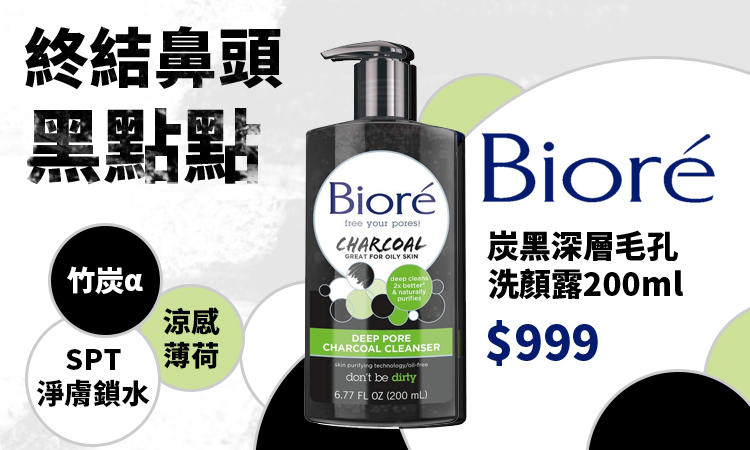 終結鼻頭
黑點點
竹炭α
涼感
薄荷
SPT
淨膚鎖水
Bioré
free your pores!
CHARCOAL
GREAT FOR OILY SKIN
deep cleans
2x better*
& naturally
purifies
DEEP PORE
CHARCOAL CLEANSER
skin purifying technology/oil-free
don't be dirty
6.77 FL OZ (200 mL)
Bioré
炭黑深層毛孔
洗顏露200ml
$999